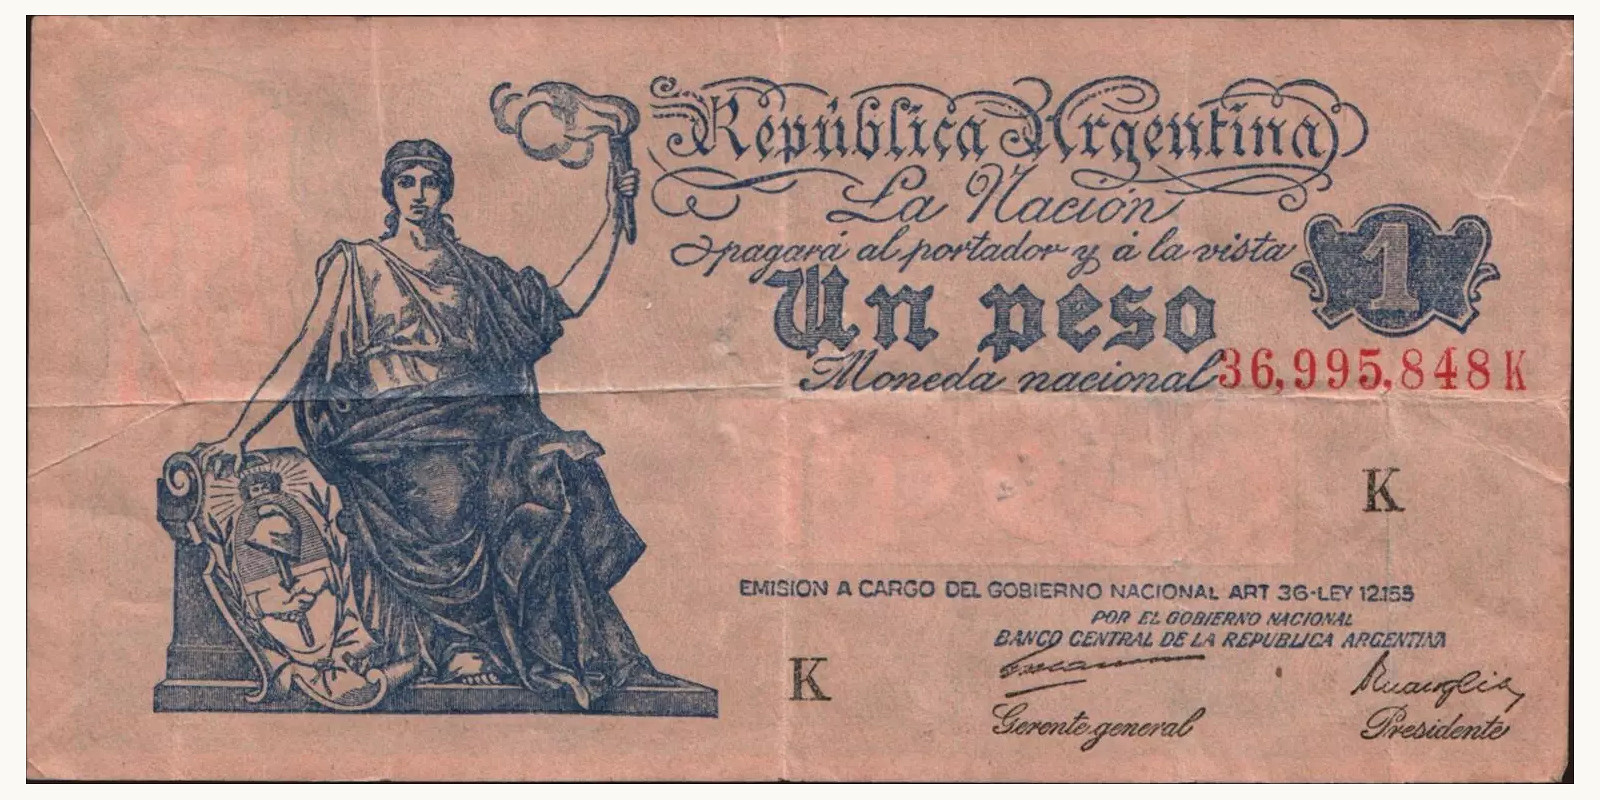 República Argentina
La Nación
pagará al portador y á la vista
1
Un peso
Moneda nacional
36,995,848 K
K
EMISION A CARGO DEL GOBIERNO NACIONAL ART 36-LEY 12.155
POR EL GOBIERNO NACIONAL
BANCO CENTRAL DE LA REPUBLICA ARGENTINA
K
Gerente general
Presidente